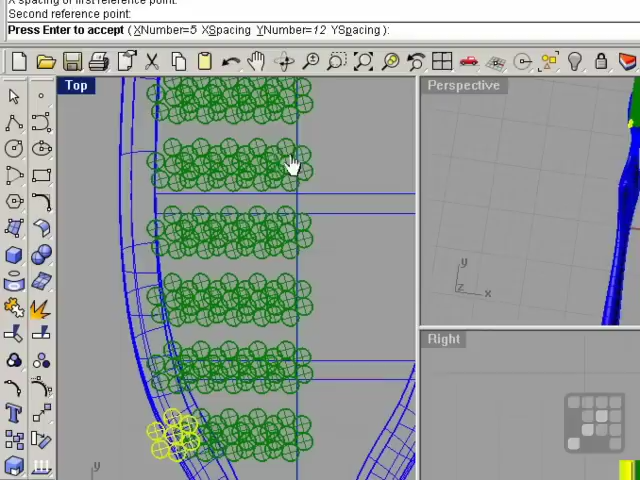 Second reference point:
Press Enter to accept ( XNumber=5 XSpacing YNumber=12 YSpacing):
Top
Perspective
y
z
x
Right
y